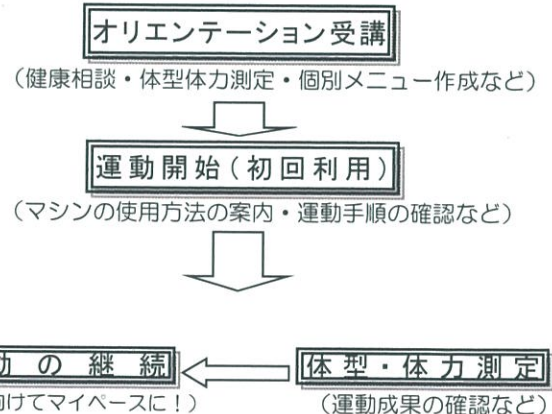 オリエンテーション受講
(健康相談・体型体力測定・個別メニュー作成など)
運動開始(初回利用)
(マシンの使用方法の案内・運動手順の確認など)
の継続
体型・体力測定
けてマイペースに!)
(運動成果の確認など)